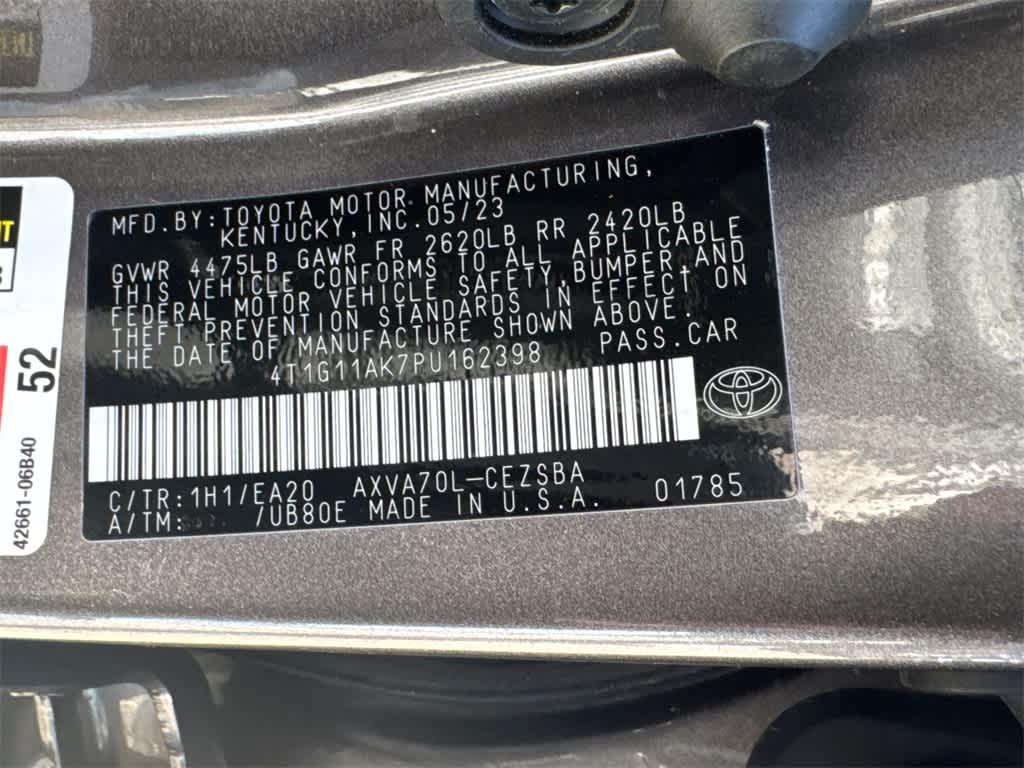 MFD.BY:TOYOTA MOTOR MANUFACTURING,
KENTUCKY,INC.05/23
GVWR 4475LB GAWR FR 2620LB RR 2420LB
THIS VEHICLE CONFORMS TO ALL APPLICABLE
FEDERAL MOTOR VEHICLE SAFETY,BUMPER,AND
THEFT PREVENTION STANDARDS IN EFFECT ON
THE DATE OF MANUFACTURE SHOWN ABOVE.
4T1G11AK7PU162398 PASS.CAR
C/TR:1H1/EA20 AXVA70L-CEZSBA 01785
A/TM: /UB80E MADE IN U.S.A.
52
42661-06B40